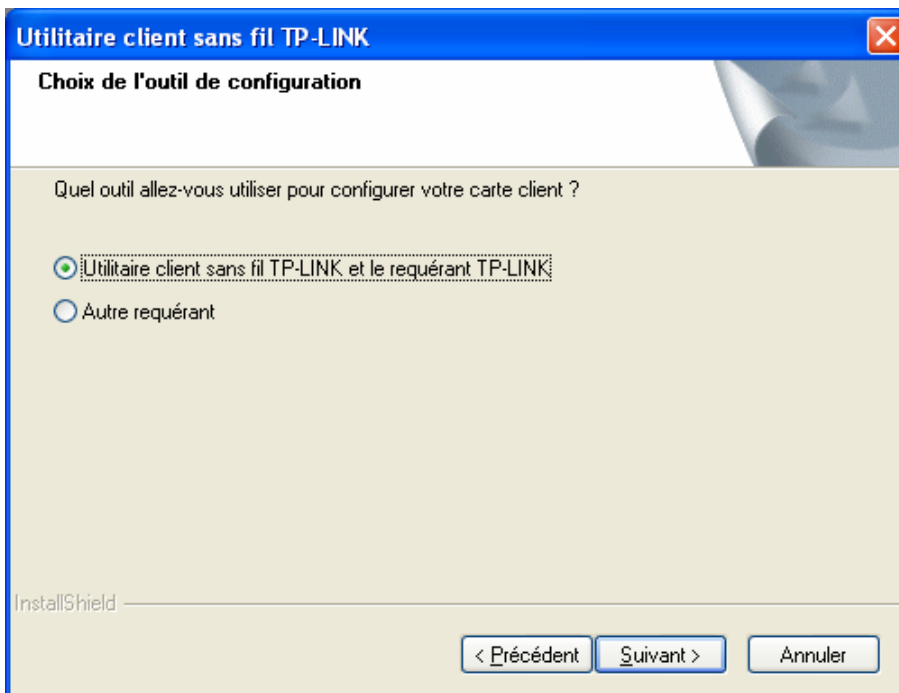 Utilitaire client sans fil TP-LINK
Choix de l'outil de configuration
Quel outil allez-vous utiliser pour configurer votre carte client ?
Utilitaire client sans fil TP-LINK et le requérant TP-LINK
Autre requérant
InstallShield
< Précédent
Suivant >
Annuler